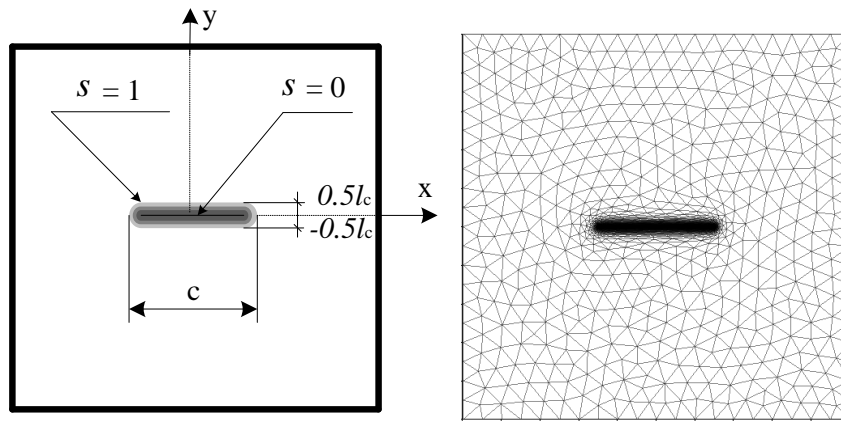 y
s = 1
s = 0
x
0.5lc
-0.5lc
c